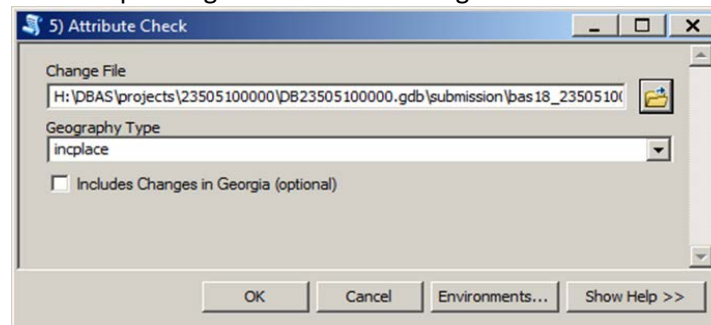 5) Attribute Check
Change File
H:\DBAS\projects\23505100000\DB23505100000.gdb\submission\bas18_2350510(
Geography Type
incplace
Includes Changes in Georgia (optional)
OK Cancel Environments... Show Help >>